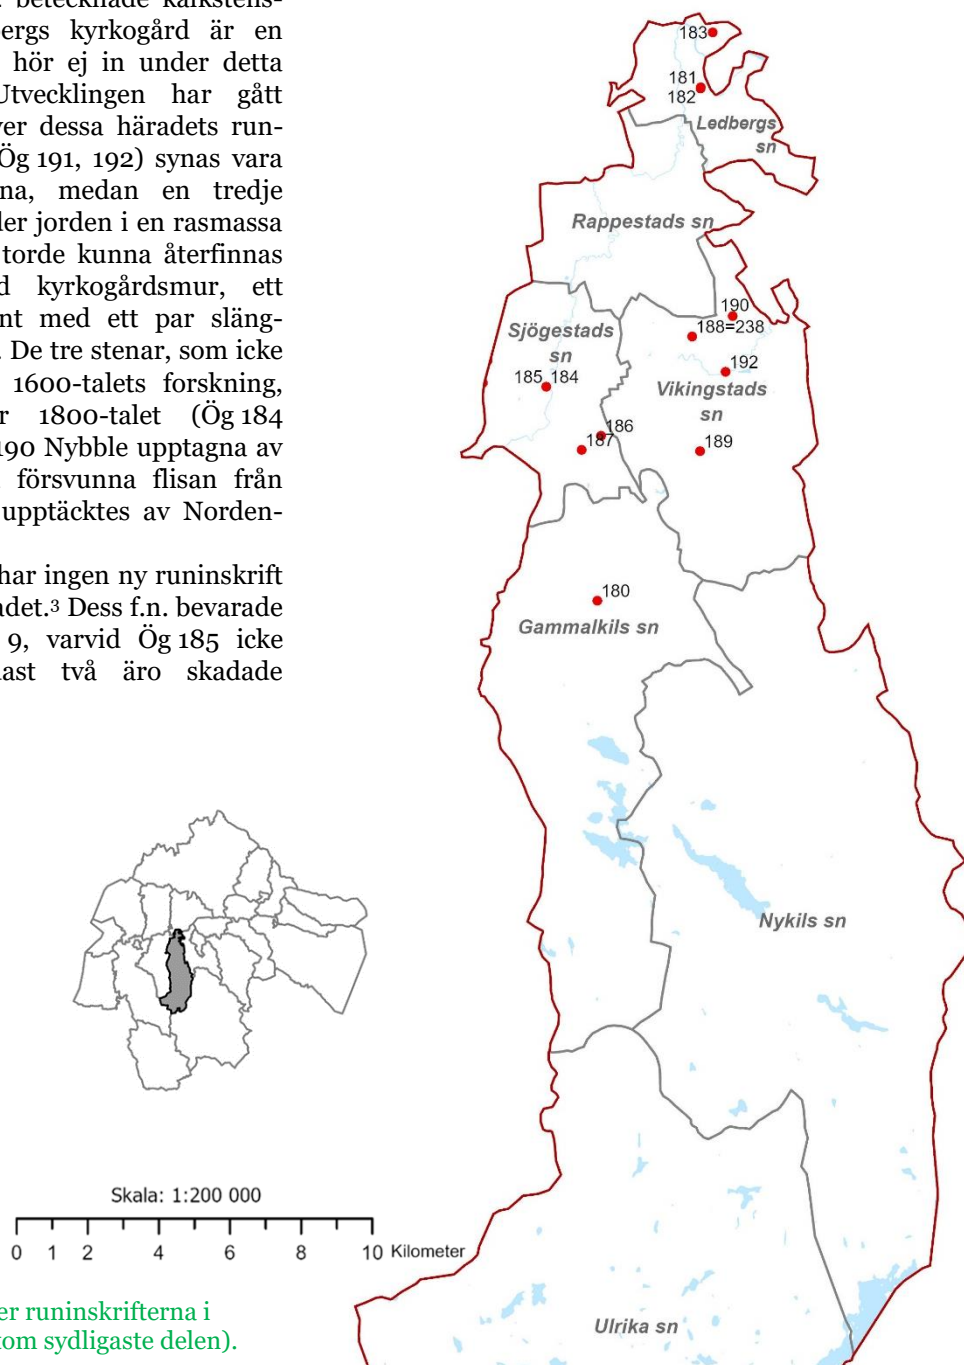 betecknade kalkstens-
bergs kyrkogård är en
hör ej in under detta
Utvecklingen har gått
ver dessa häradets run-
Ög 191, 192) synas vara
na, medan en tredje
der jorden i en rasmassa
torde kunna återfinnas
d kyrkogårdsmur, ett
nt med ett par släng-
. De tre stenar, som icke
1600-talets forskning,
r 1800-talet (Ög 184
190 Nybble upptagna av
försvunna flisan från
upptäcktes av Norden-
har ingen ny runinskrift
adet.³ Dess f.n. bevarade
9, varvid Ög 185 icke
last två äro skadade
183
181
182
Ledbergs
sn
Rappestads sn
190
188=238
Sjögestads
sn
192
185 184
Vikingstads
sn
186
187
189
180
Gammalkils sn
Nykils sn
Skala: 1:200 000
0 1 2 4 6 8 10 Kilometer
er runinskrifterna i
kom sydligaste delen).
Ulrika sn